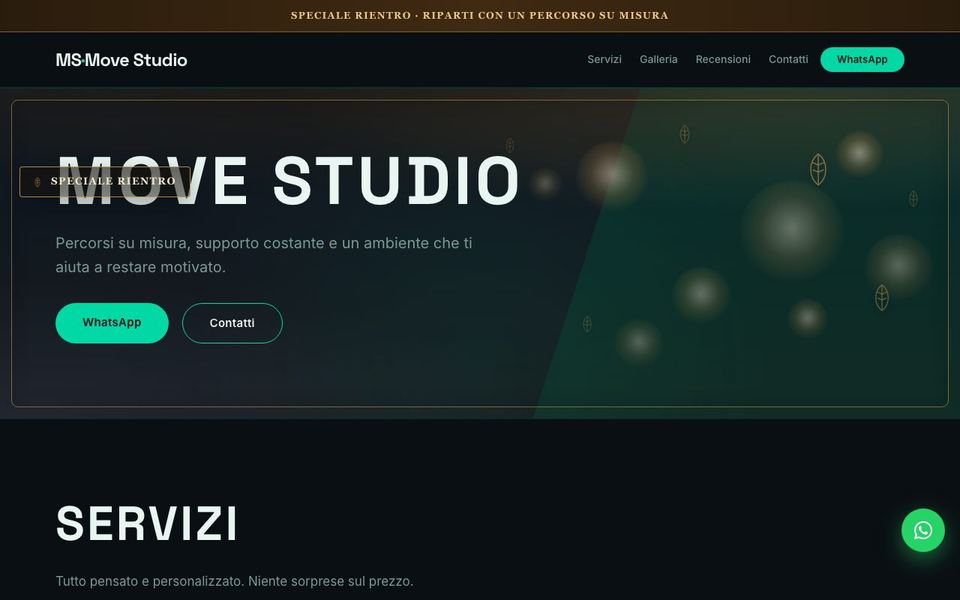 SPECIALE RIENTRO · RIPARTI CON UN PERCORSO SU MISURA
MS·Move Studio
Servizi
Galleria
Recensioni
Contatti
WhatsApp
MOVE STUDIO
SPECIALE RIENTRO
Percorsi su misura, supporto costante e un ambiente che ti
aiuta a restare motivato.
WhatsApp
Contatti
SERVIZI
Tutto pensato e personalizzato. Niente sorprese sul prezzo.